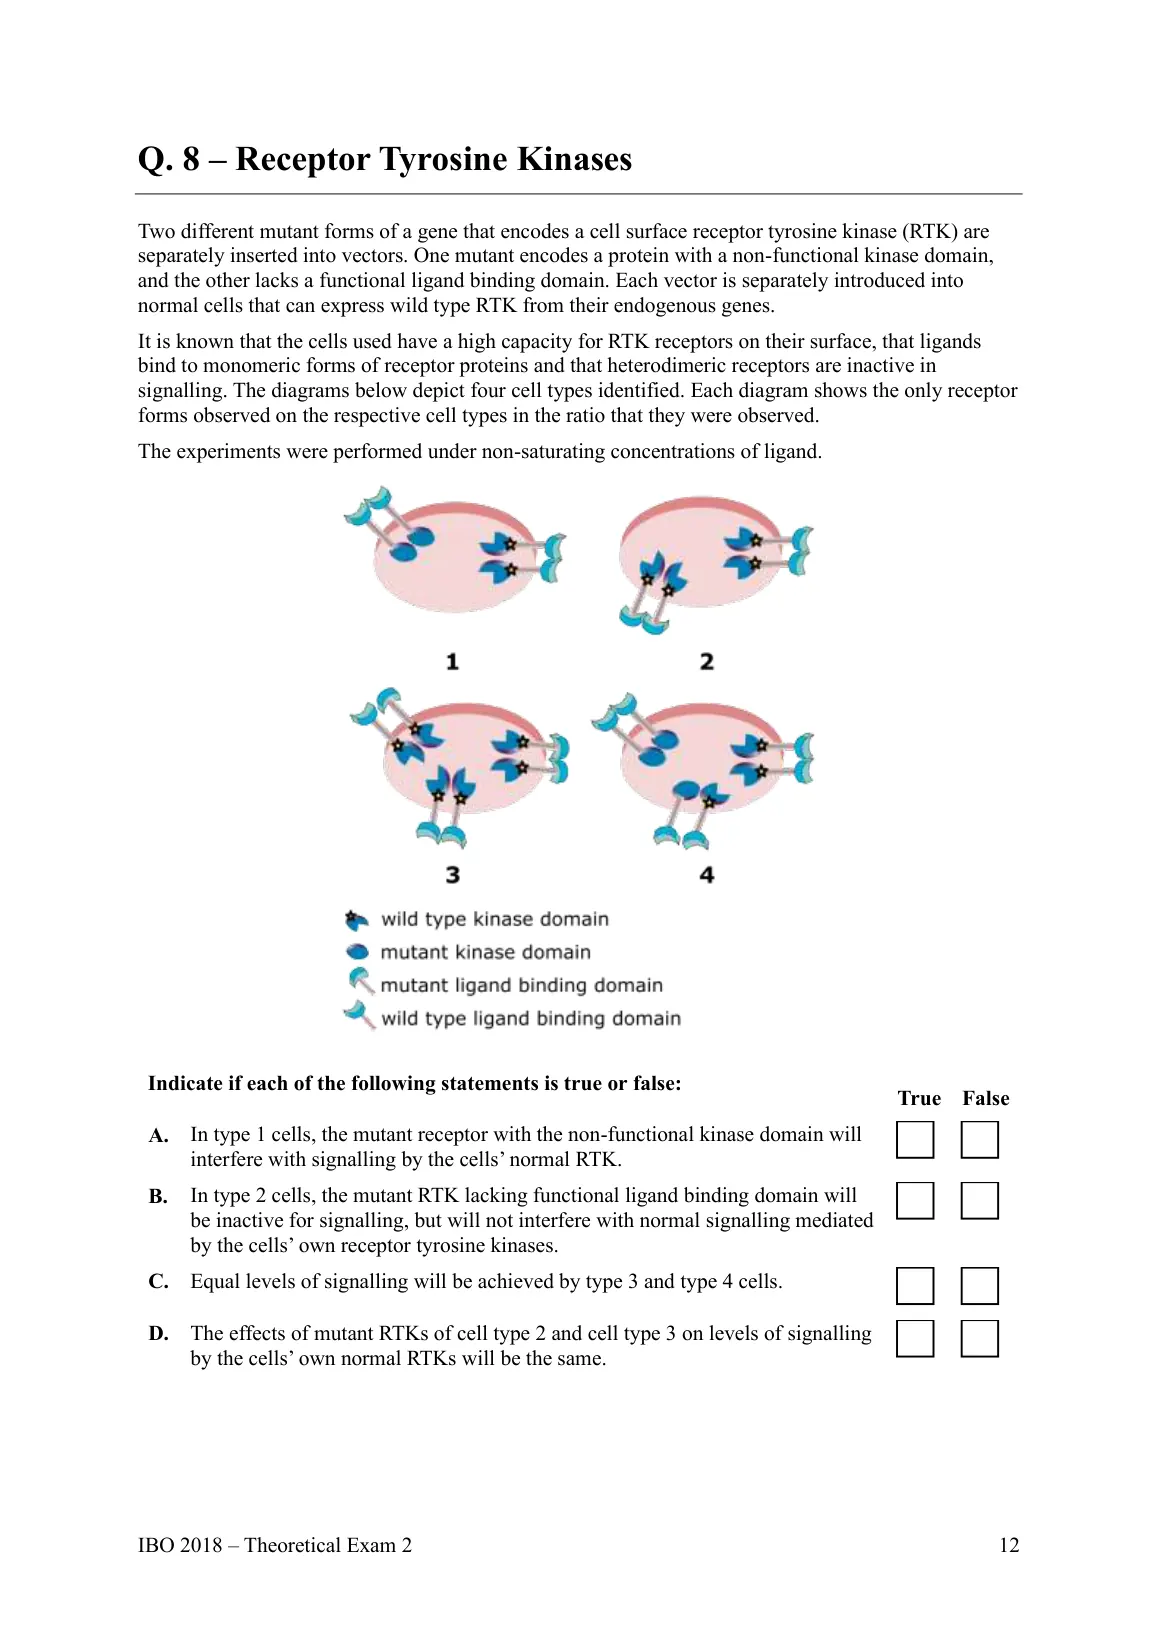 Q. 8 – Receptor Tyrosine Kinases
Two different mutant forms of a gene that encodes a cell surface receptor tyrosine kinase (RTK) are
separately inserted into vectors. One mutant encodes a protein with a non-functional kinase domain,
and the other lacks a functional ligand binding domain. Each vector is separately introduced into
normal cells that can express wild type RTK from their endogenous genes.
It is known that the cells used have a high capacity for RTK receptors on their surface, that ligands
bind to monomeric forms of receptor proteins and that heterodimeric receptors are inactive in
signalling. The diagrams below depict four cell types identified. Each diagram shows the only receptor
forms observed on the respective cell types in the ratio that they were observed.
The experiments were performed under non-saturating concentrations of ligand.
1
2
3
4
wild type kinase domain
mutant kinase domain
mutant ligand binding domain
wild type ligand binding domain
Indicate if each of the following statements is true or false:
True False
A. In type 1 cells, the mutant receptor with the non-functional kinase domain will
interfere with signalling by the cells’ normal RTK.
B. In type 2 cells, the mutant RTK lacking functional ligand binding domain will
be inactive for signalling, but will not interfere with normal signalling mediated
by the cells’ own receptor tyrosine kinases.
C. Equal levels of signalling will be achieved by type 3 and type 4 cells.
D. The effects of mutant RTKs of cell type 2 and cell type 3 on levels of signalling
by the cells’ own normal RTKs will be the same.
IBO 2018 – Theoretical Exam 2
12